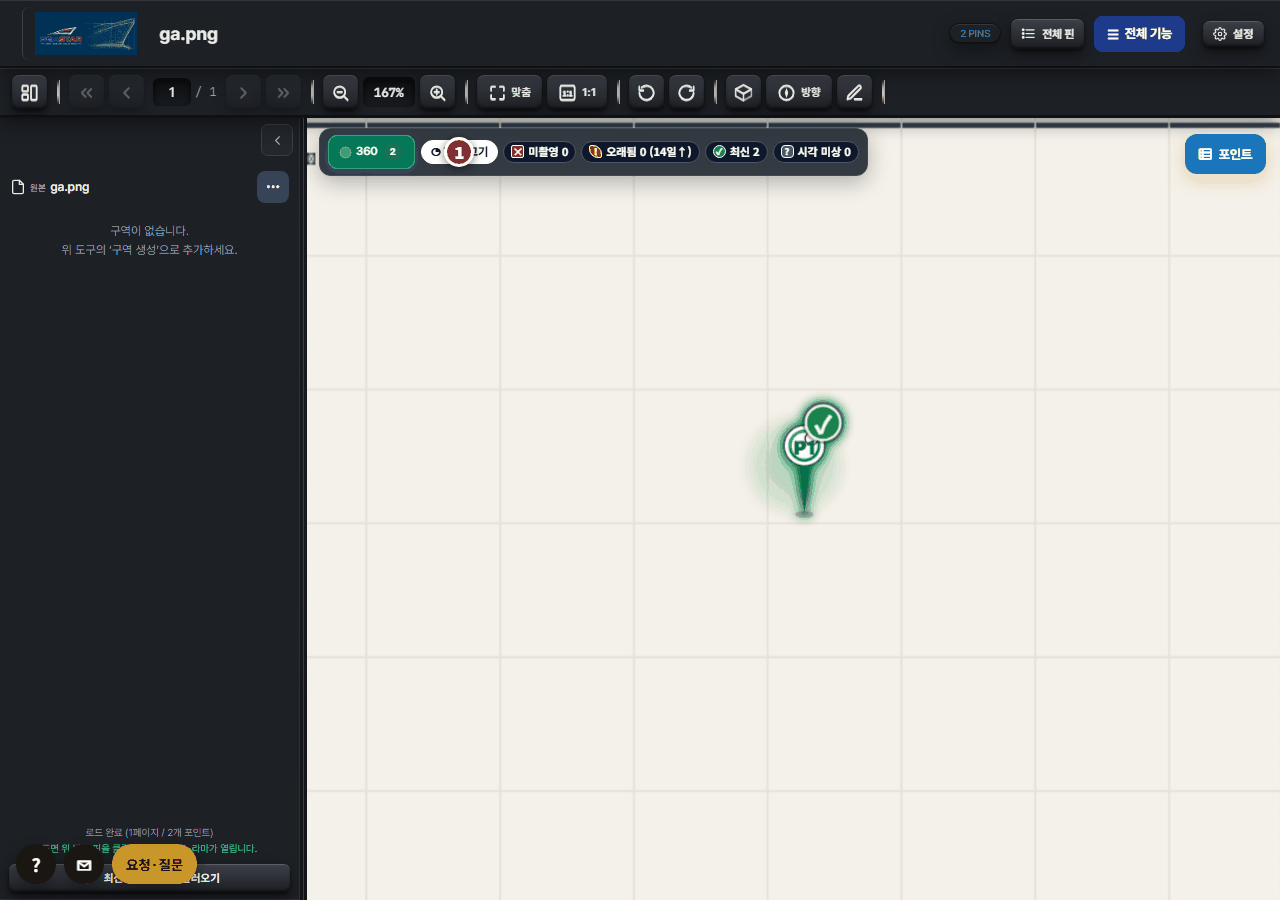 ga.png
2 PINS
전체 핀
전체 기능
설정
1 / 1
167%
맞춤
1:1
방향
360 2
1
미촬영 0
오래됨 0 (14일↑)
최신 2
시각 미상 0
포인트
원본 ga.png
구역이 없습니다.
위 도구의 '구역 생성'으로 추가하세요.
P1
로드 완료 (1페이지 / 2개 포인트)
열립니다.
?
요청·질문